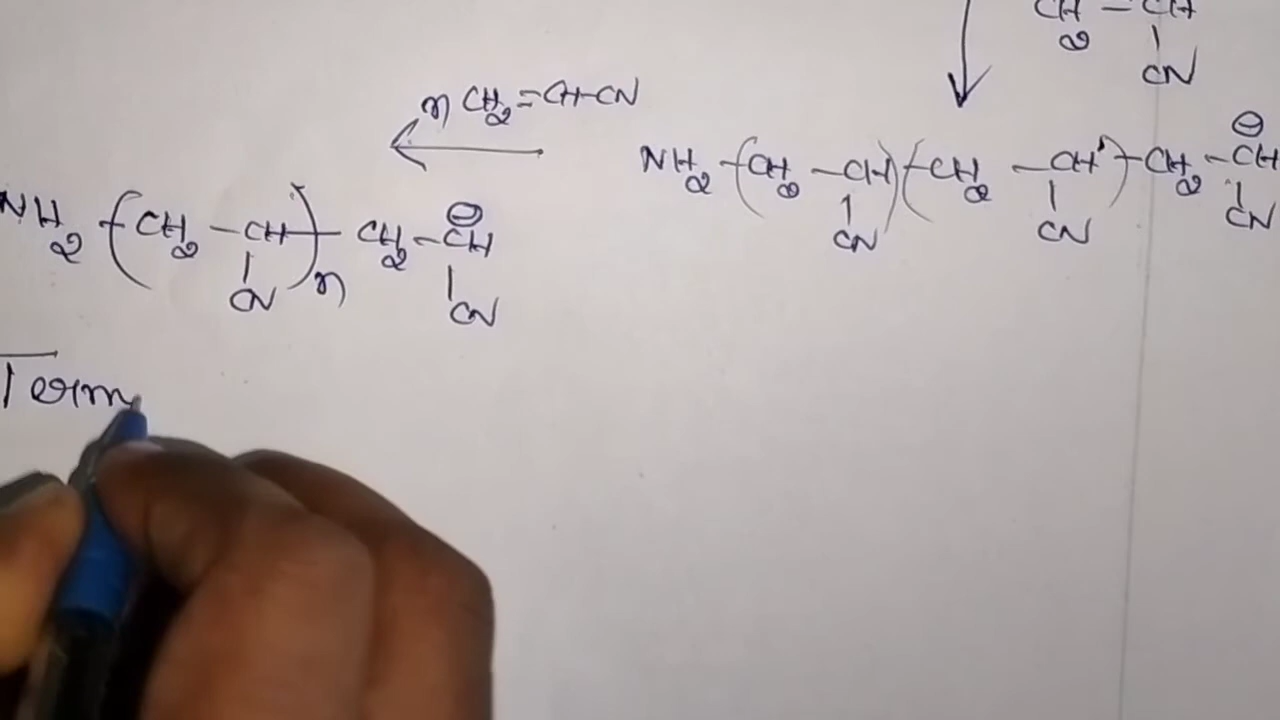 CH2 - CH
CN
n CH2 = CH-CN
NH2 -(CH2 - CH)(CH2 - CH)- CH2 - CH⊖
CN CN CN
NH2 -(CH2 - CH)n - CH2 - CH⊖
CN CN
Term